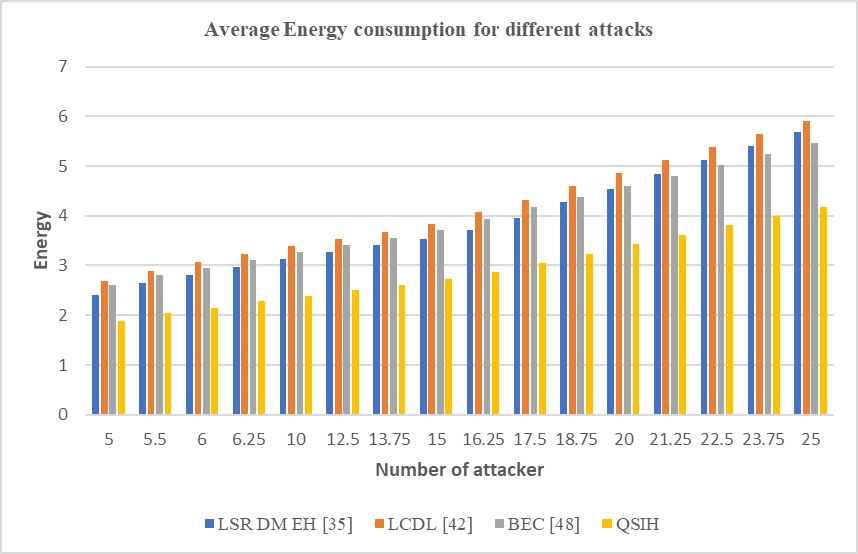 Average Energy consumption for different attacks
7
6
5
4
3
2
1
0
Energy
5 5.5 6 6.25 10 12.5 13.75 15 16.25 17.5 18.75 20 21.25 22.5 23.75 25
Number of attacker
LSR DM EH [35] LCDL [42] BEC [48] QSIH